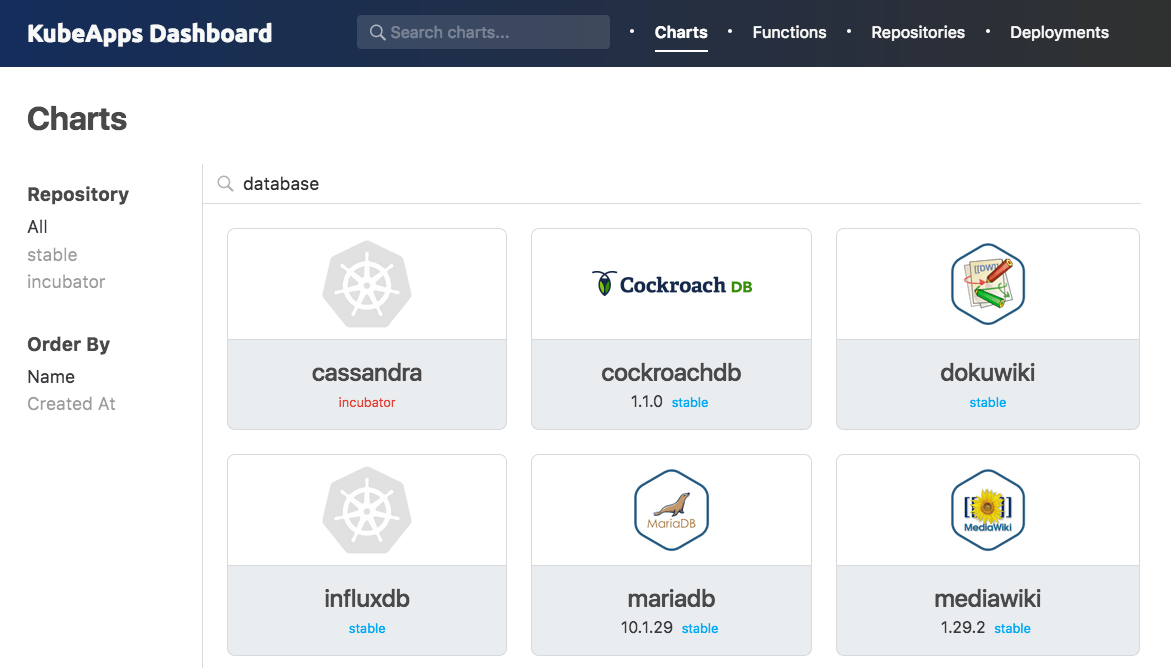 KubeApps Dashboard
Search charts...
• Charts • Functions • Repositories • Deployments
Charts
Repository
All
stable
incubator
Order By
Name
Created At
database
cassandra
incubator
Cockroach DB
cockroachdb
1.1.0 stable
[[DW]]
dokuwiki
stable
influxdb
stable
MariaDB
mariadb
10.1.29 stable
[[ ]]
MediaWiki
mediawiki
1.29.2 stable